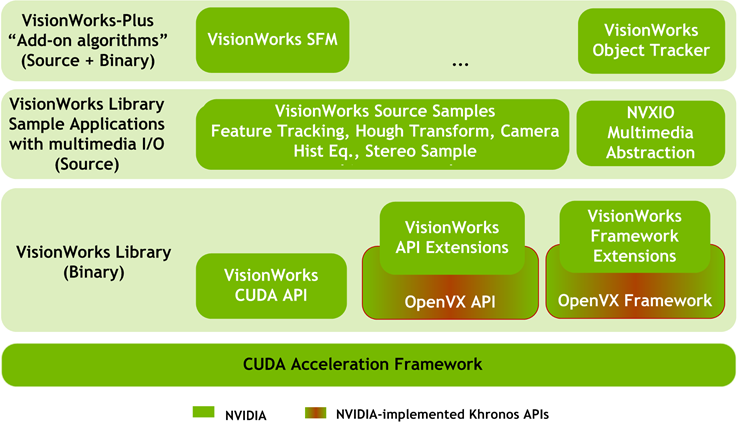 VisionWorks-Plus
“Add-on algorithms”
(Source + Binary)
VisionWorks SFM
...
VisionWorks
Object Tracker
VisionWorks Library
Sample Applications
with multimedia I/O
(Source)
VisionWorks Source Samples
Feature Tracking, Hough Transform, Camera
Hist Eq., Stereo Sample
NVXIO
Multimedia
Abstraction
VisionWorks Library
(Binary)
VisionWorks
CUDA API
VisionWorks
API Extensions
OpenVX API
VisionWorks
Framework
Extensions
OpenVX Framework
CUDA Acceleration Framework
NVIDIA
NVIDIA-implemented Khronos APIs